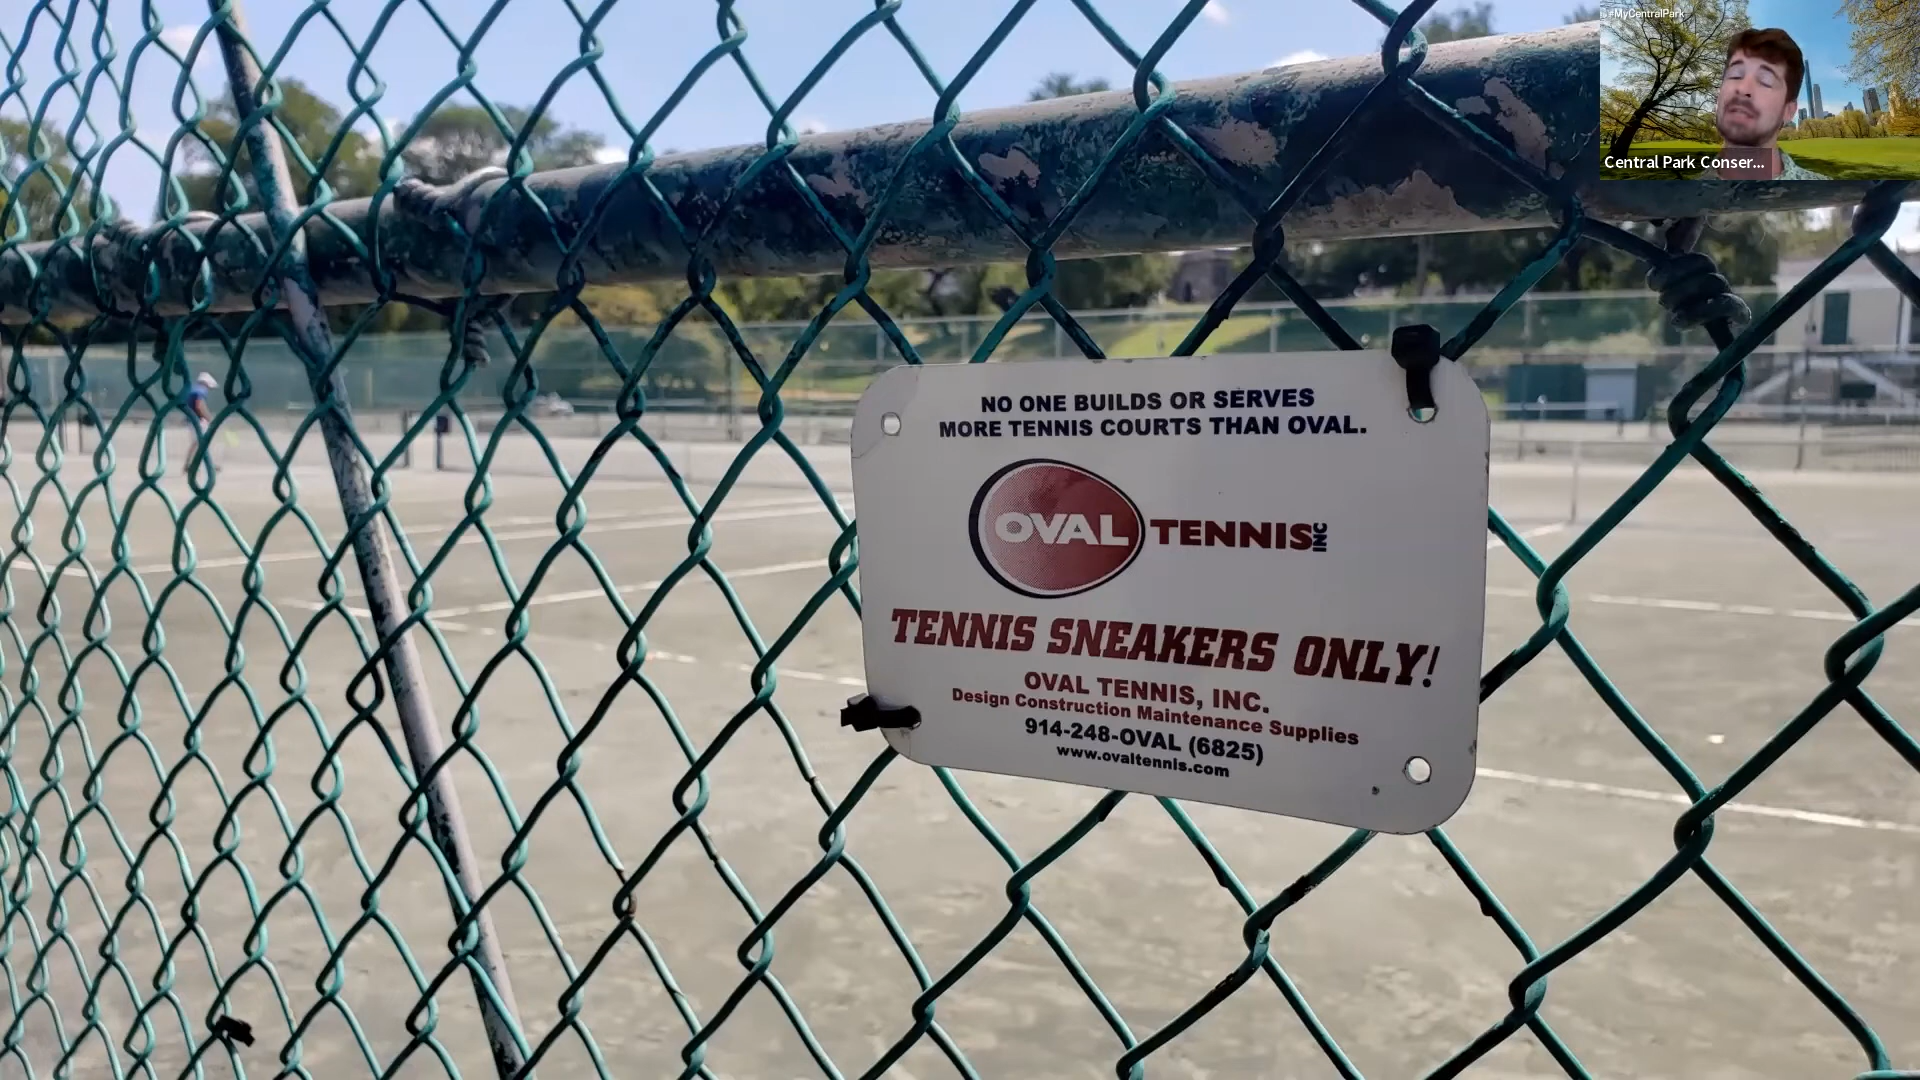 #MyCentralPark
Central Park Conser...
NO ONE BUILDS OR SERVES
MORE TENNIS COURTS THAN OVAL.
OVAL TENNIS INC
TENNIS SNEAKERS ONLY!
OVAL TENNIS, INC.
Design Construction Maintenance Supplies
914-248-OVAL (6825)
www.ovaltennis.com